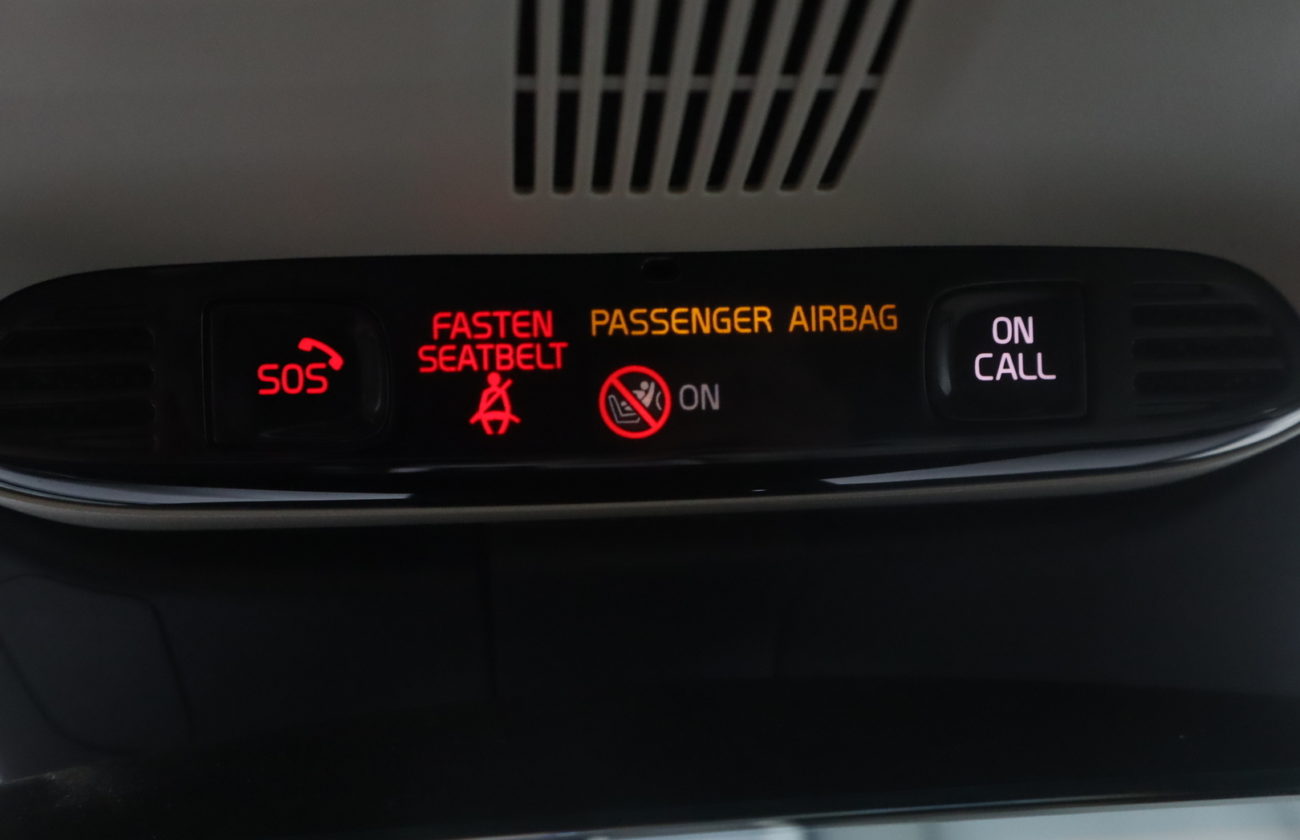 SOS
FASTEN
SEATBELT
PASSENGER AIRBAG
ON
ON
CALL